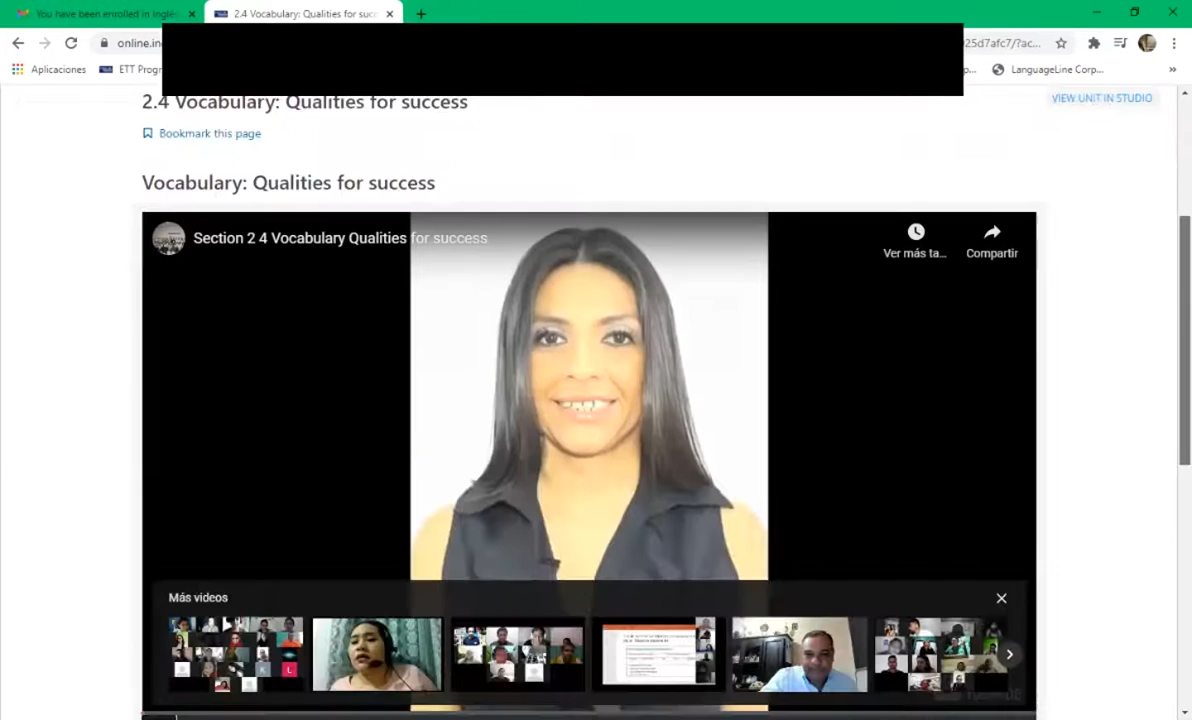 You have been enrolled in Inglé
2.4 Vocabulary: Qualities for succ
online.in
25d7afc7/?ac...
Aplicaciones
ETT Progr
p...
LanguageLine Corp...
2.4 Vocabulary: Qualities for success
VIEW UNIT IN STUDIO
Bookmark this page
Vocabulary: Qualities for success
Section 2 4 Vocabulary Qualities for success
Ver más ta...
Compartir
Más videos
L